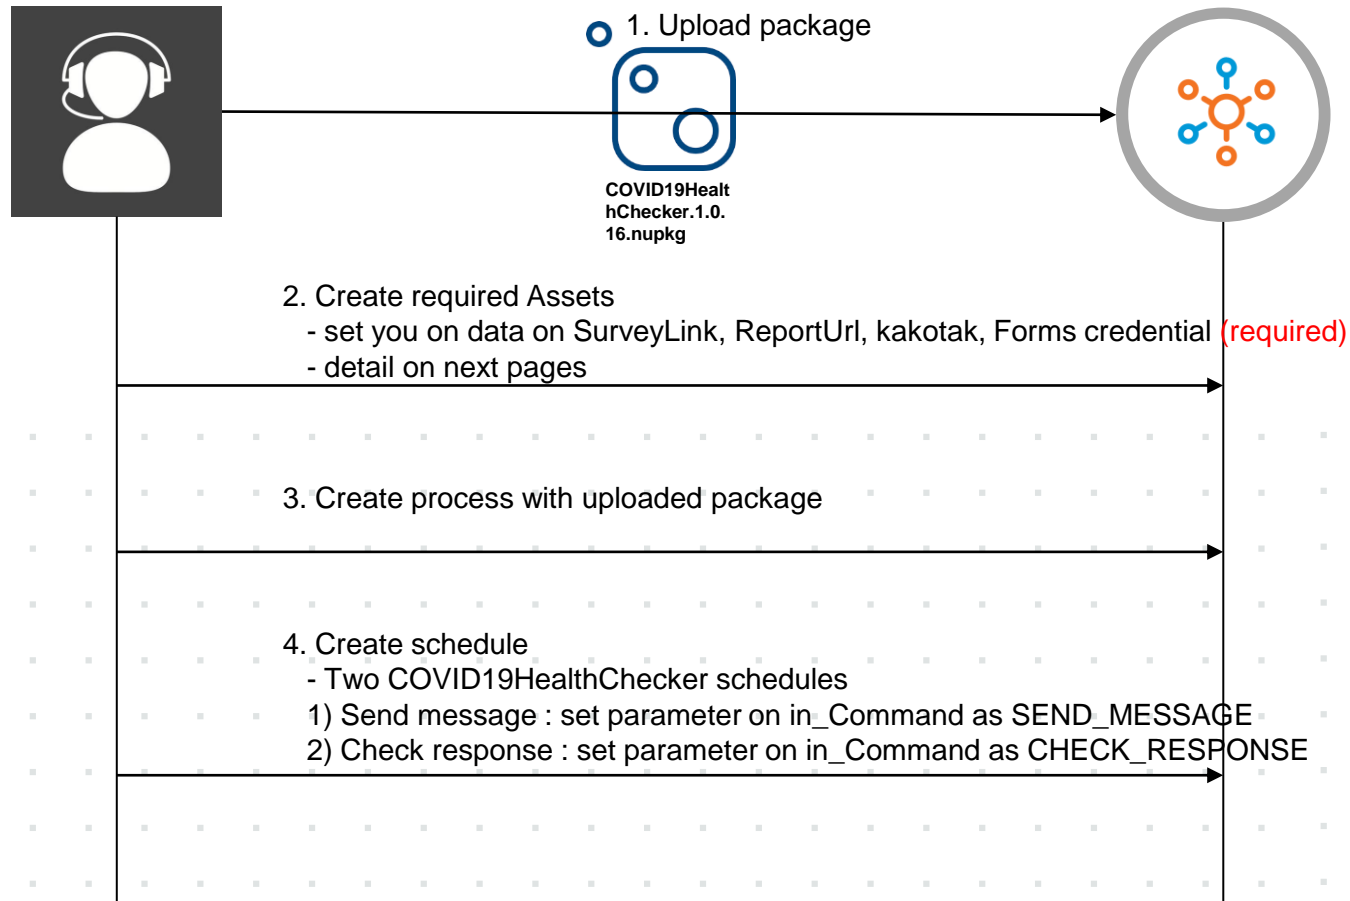 1. Upload package
COVID19Healt
hChecker.1.0.
16.nupkg
2. Create required Assets
- set you on data on SurveyLink, ReportUrl, kakotak, Forms credential (required)
- detail on next pages
3. Create process with uploaded package
4. Create schedule
- Two COVID19HealthChecker schedules
1) Send message : set parameter on in_Command as SEND_MESSAGE
2) Check response : set parameter on in_Command as CHECK_RESPONSE